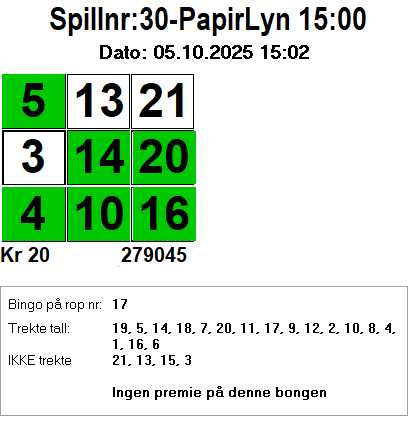 Spillnr:30-PapirLyn 15:00
Dato: 05.10.2025 15:02
5 13 21
3 14 20
4 10 16
Kr 20 279045
Bingo på rop nr: 17
Trekte tall: 19, 5, 14, 18, 7, 20, 11, 17, 9, 12, 2, 10, 8, 4,
1, 16, 6
IKKE trekte 21, 13, 15, 3
Ingen premie på denne bongen